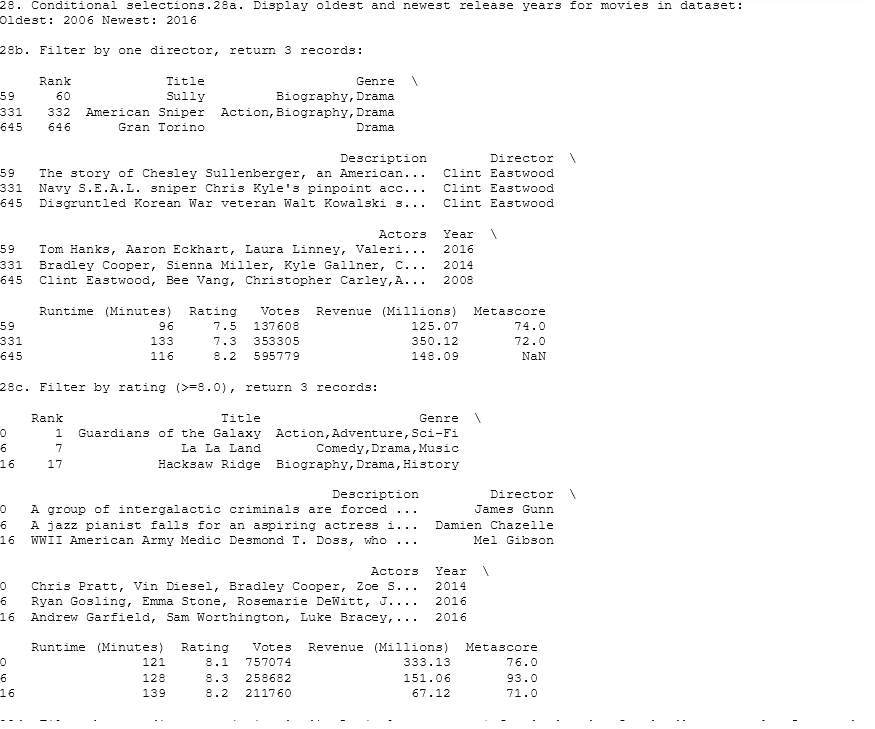 28. Conditional selections.28a. Display oldest and newest release years for movies in dataset:
Oldest: 2006 Newest: 2016
28b. Filter by one director, return 3 records:
Rank Title Genre \
59 60 Sully Biography,Drama
331 332 American Sniper Action,Biography,Drama
645 646 Gran Torino Drama
Description Director \
59 The story of Chesley Sullenberger, an American... Clint Eastwood
331 Navy S.E.A.L. sniper Chris Kyle's pinpoint acc... Clint Eastwood
645 Disgruntled Korean War veteran Walt Kowalski s... Clint Eastwood
Actors Year \
59 Tom Hanks, Aaron Eckhart, Laura Linney, Valeri... 2016
331 Bradley Cooper, Sienna Miller, Kyle Gallner, C... 2014
645 Clint Eastwood, Bee Vang, Christopher Carley,A... 2008
Runtime (Minutes) Rating Votes Revenue (Millions) Metascore
59 96 7.5 137608 125.07 74.0
331 133 7.3 353305 350.12 72.0
645 116 8.2 595779 148.09 NaN
28c. Filter by rating (>=8.0), return 3 records:
Rank Title Genre \
0 1 Guardians of the Galaxy Action,Adventure,Sci-Fi
6 7 La La Land Comedy,Drama,Music
16 17 Hacksaw Ridge Biography,Drama,History
Description Director \
0 A group of intergalactic criminals are forced ... James Gunn
6 A jazz pianist falls for an aspiring actress i... Damien Chazelle
16 WWII American Army Medic Desmond T. Doss, who ... Mel Gibson
Actors Year \
0 Chris Pratt, Vin Diesel, Bradley Cooper, Zoe S... 2014
6 Ryan Gosling, Emma Stone, Rosemarie DeWitt, J.... 2016
16 Andrew Garfield, Sam Worthington, Luke Bracey,... 2016
Runtime (Minutes) Rating Votes Revenue (Millions) Metascore
0 121 8.1 757074 333.13 76.0
6 128 8.3 258682 151.06 93.0
16 139 8.2 211760 67.12 71.0